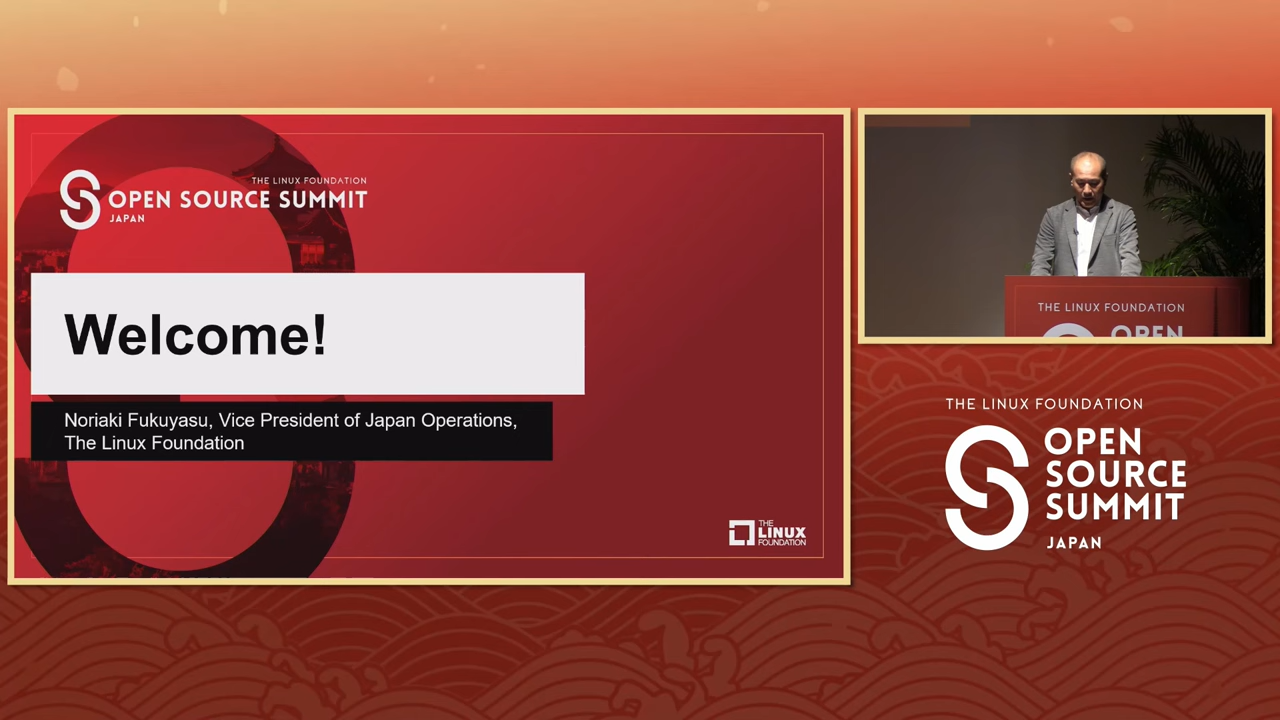 THE LINUX FOUNDATION
OPEN SOURCE SUMMIT
JAPAN
Welcome!
Noriaki Fukuyasu, Vice President of Japan Operations,
The Linux Foundation
THE
LINUX
FOUNDATION
THE LINUX FOUNDATION
OPEN
THE LINUX FOUNDATION
OPEN
SOURCE
SUMMIT
JAPAN